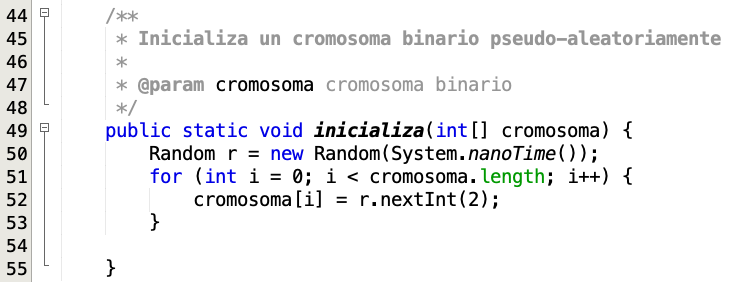 44 /**
45 * Inicializa un cromosoma binario pseudo-aleatoriamente
46 *
47 * @param cromosoma cromosoma binario
48 */
49 public static void inicializa(int[] cromosoma) {
50 Random r = new Random(System.nanoTime());
51 for (int i = 0; i < cromosoma.length; i++) {
52 cromosoma[i] = r.nextInt(2);
53 }
54
55 }